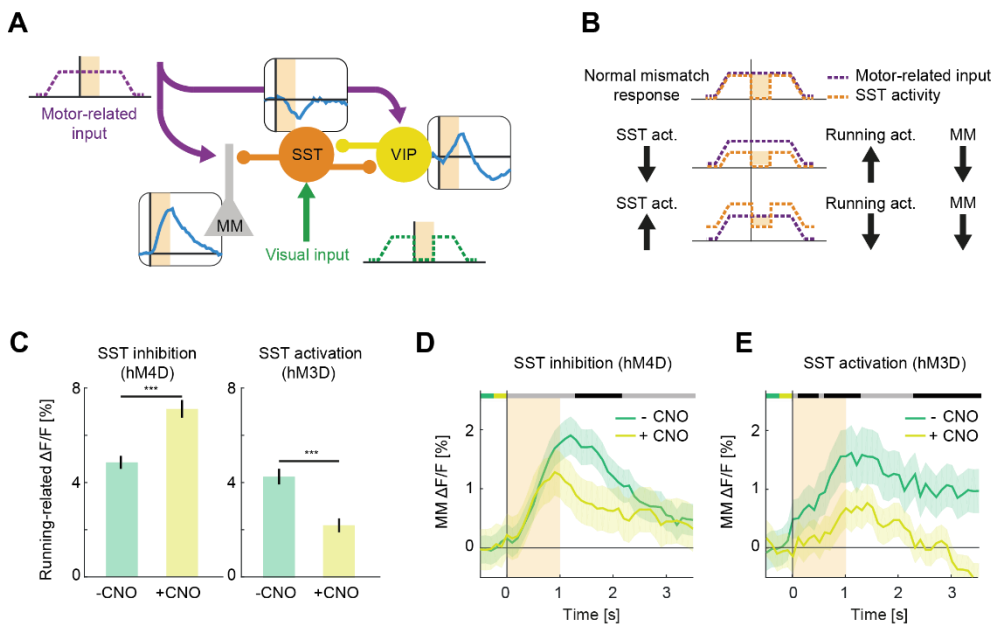 A
Motor-related
input
SST
VIP
MM
Visual input
B
Normal mismatch
response
Motor-related input
SST activity
SST act.
Running act.
MM
SST act.
Running act.
MM
C
SST inhibition
(hM4D)
SST activation
(hM3D)
Running-related ΔF/F [%]
8
4
0
***
-CNO
+CNO
8
4
0
***
-CNO
+CNO
D
SST inhibition (hM4D)
- CNO
+ CNO
MM ΔF/F [%]
2
1
0
0
1
2
3
Time [s]
E
SST activation (hM3D)
- CNO
+ CNO
MM ΔF/F [%]
2
1
0
0
1
2
3
Time [s]